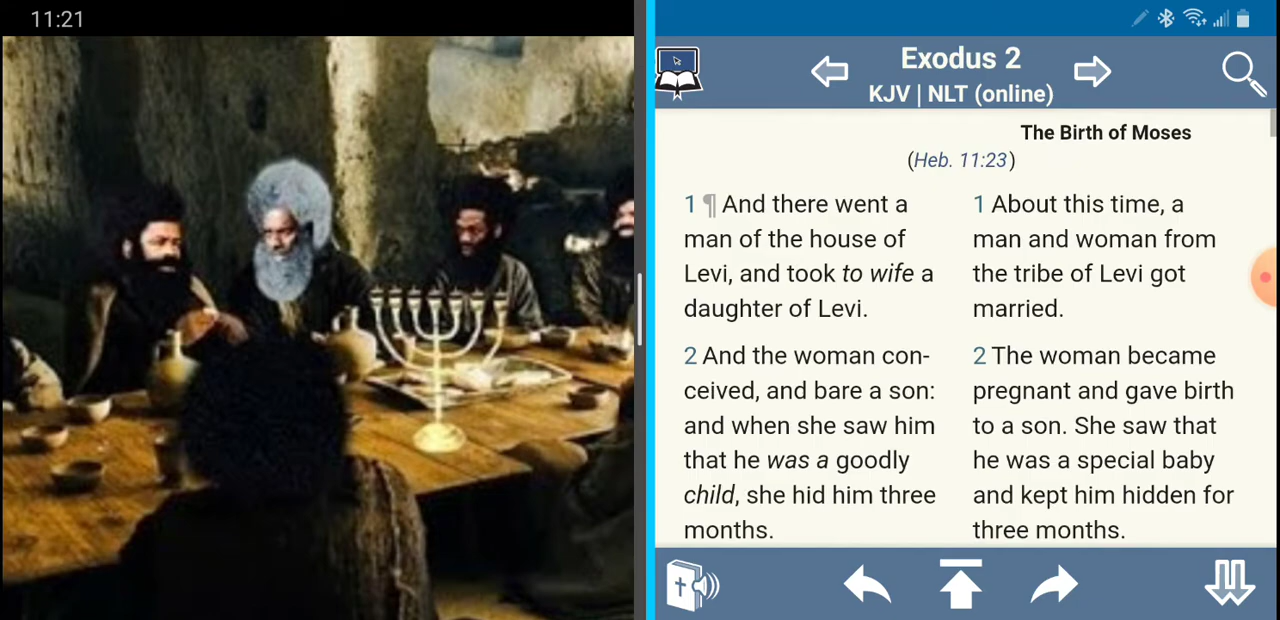 11:21
Exodus 2
KJV | NLT (online)
The Birth of Moses
(Heb. 11:23)
1 ¶ And there went a
man of the house of
Levi, and took to wife a
daughter of Levi.
2 And the woman con-
ceived, and bare a son:
and when she saw him
that he was a goodly
child, she hid him three
months.
1 About this time, a
man and woman from
the tribe of Levi got
married.
2 The woman became
pregnant and gave birth
to a son. She saw that
he was a special baby
and kept him hidden for
three months.